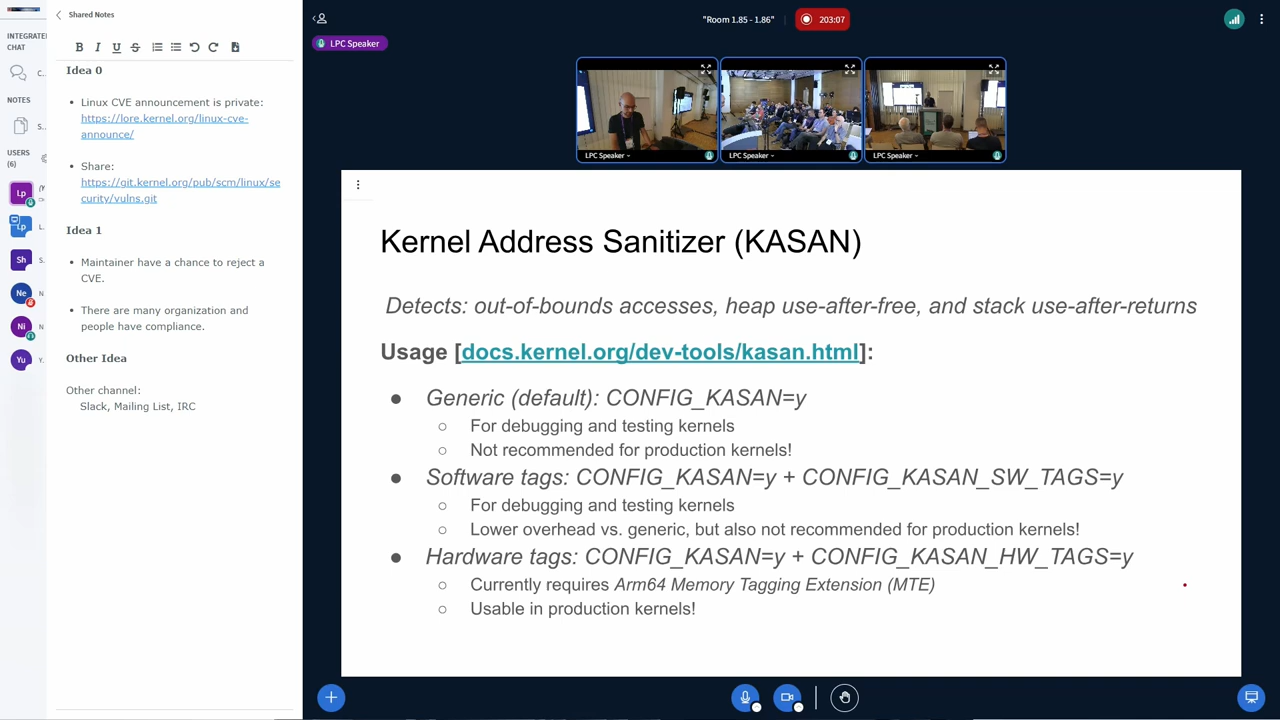 Shared Notes
INTEGRATE
CHAT
C..
NOTES
S..
USERS
(6)
Lp
Lp
L..
Sh
S..
Ne
N
Ni
N
Yu
Y..
Idea 0
Linux CVE announcement is private:
https://lore.kernel.org/linux-cve-
announce/
Share:
https://git.kernel.org/pub/scm/linux/se
curity/vulns.git
Idea 1
Maintainer have a chance to reject a
CVE.
There are many organization and
people have compliance.
Other Idea
Other channel:
Slack, Mailing List, IRC
"Room 1.85 - 1.86"
203:07
LPC Speaker
LPC Speaker
LPC Speaker
LPC Speaker
Kernel Address Sanitizer (KASAN)
Detects: out-of-bounds accesses, heap use-after-free, and stack use-after-returns
Usage [docs.kernel.org/dev-tools/kasan.html]:
● Generic (default): CONFIG_KASAN=y
○ For debugging and testing kernels
○ Not recommended for production kernels!
● Software tags: CONFIG_KASAN=y + CONFIG_KASAN_SW_TAGS=y
○ For debugging and testing kernels
○ Lower overhead vs. generic, but also not recommended for production kernels!
● Hardware tags: CONFIG_KASAN=y + CONFIG_KASAN_HW_TAGS=y
○ Currently requires Arm64 Memory Tagging Extension (MTE)
○ Usable in production kernels!